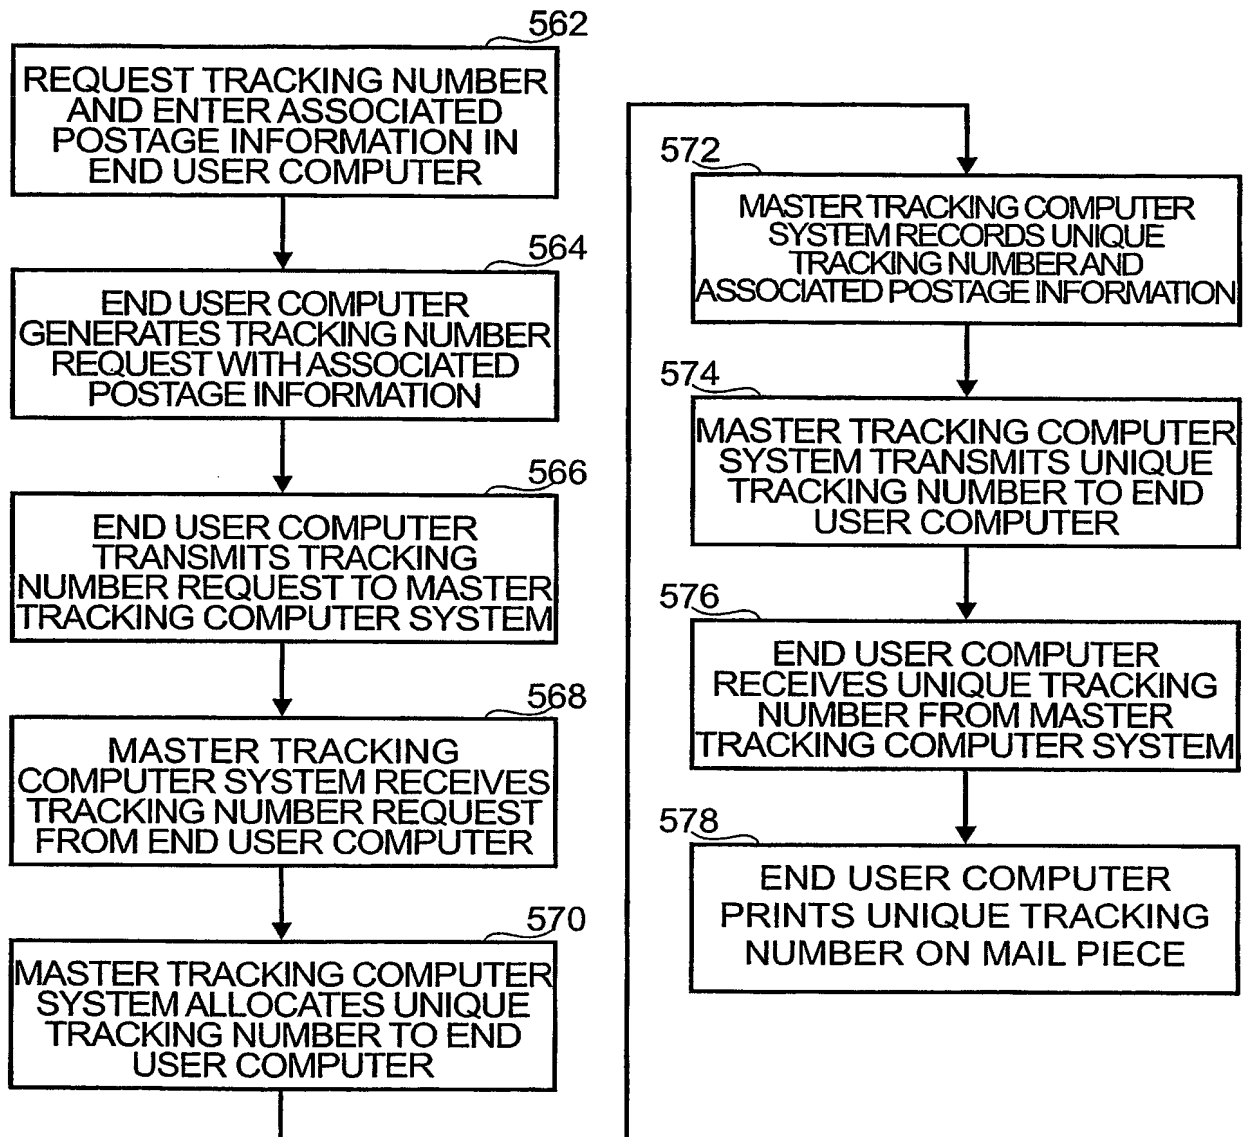 562
REQUEST TRACKING NUMBER
AND ENTER ASSOCIATED
POSTAGE INFORMATION IN
END USER COMPUTER
564
END USER COMPUTER
GENERATES TRACKING NUMBER
REQUEST WITH ASSOCIATED
POSTAGE INFORMATION
566
END USER COMPUTER
TRANSMITS TRACKING
NUMBER REQUEST TO MASTER
TRACKING COMPUTER SYSTEM
568
MASTER TRACKING
COMPUTER SYSTEM RECEIVES
TRACKING NUMBER REQUEST
FROM END USER COMPUTER
570
MASTER TRACKING COMPUTER
SYSTEM ALLOCATES UNIQUE
TRACKING NUMBER TO END
USER COMPUTER
572
MASTER TRACKING COMPUTER
SYSTEM RECORDS UNIQUE
TRACKING NUMBER AND
ASSOCIATED POSTAGE INFORMATION
574
MASTER TRACKING COMPUTER
SYSTEM TRANSMITS UNIQUE
TRACKING NUMBER TO END
USER COMPUTER
576
END USER COMPUTER
RECEIVES UNIQUE TRACKING
NUMBER FROM MASTER
TRACKING COMPUTER SYSTEM
578
END USER COMPUTER
PRINTS UNIQUE TRACKING
NUMBER ON MAIL PIECE